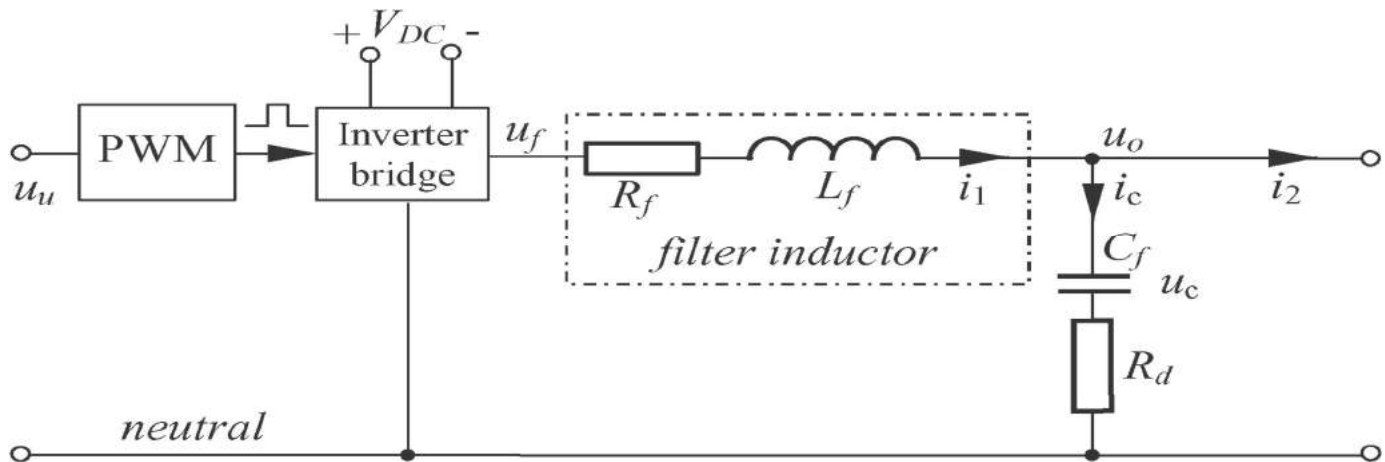 + V_DC -
PWM
Inverter
bridge
u_u
u_f
R_f
L_f
i_1
filter inductor
u_o
i_c
i_2
C_f
u_c
R_d
neutral